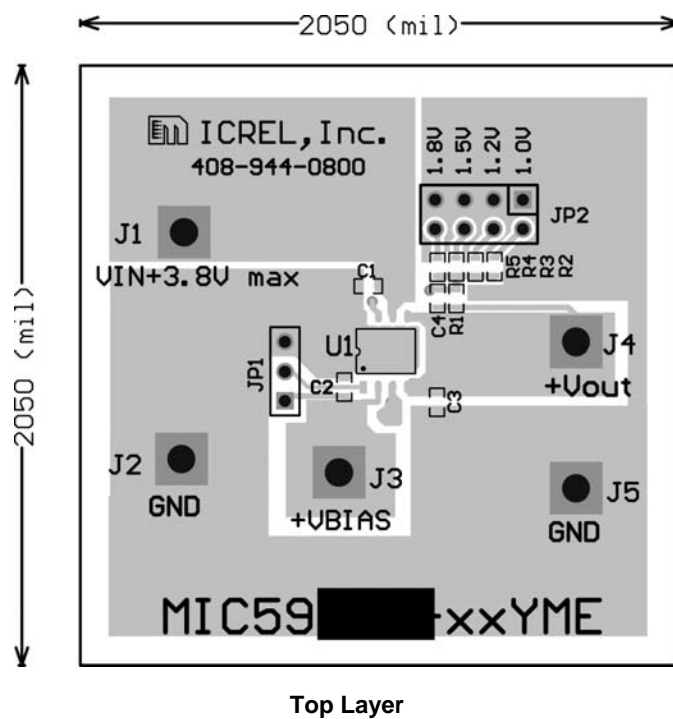 2050 (mil)
2050 (mil)
ICREL, Inc.
408-944-0800
1.8V
1.5V
1.2V
1.0V
JP2
J1
VIN+3.8V max
C1
R5
R4
R3
R2
C4
R1
U1
JP1
C2
C3
J4
+Vout
J2
GND
J3
+VBIAS
J5
GND
MIC59
-xxYME
Top Layer